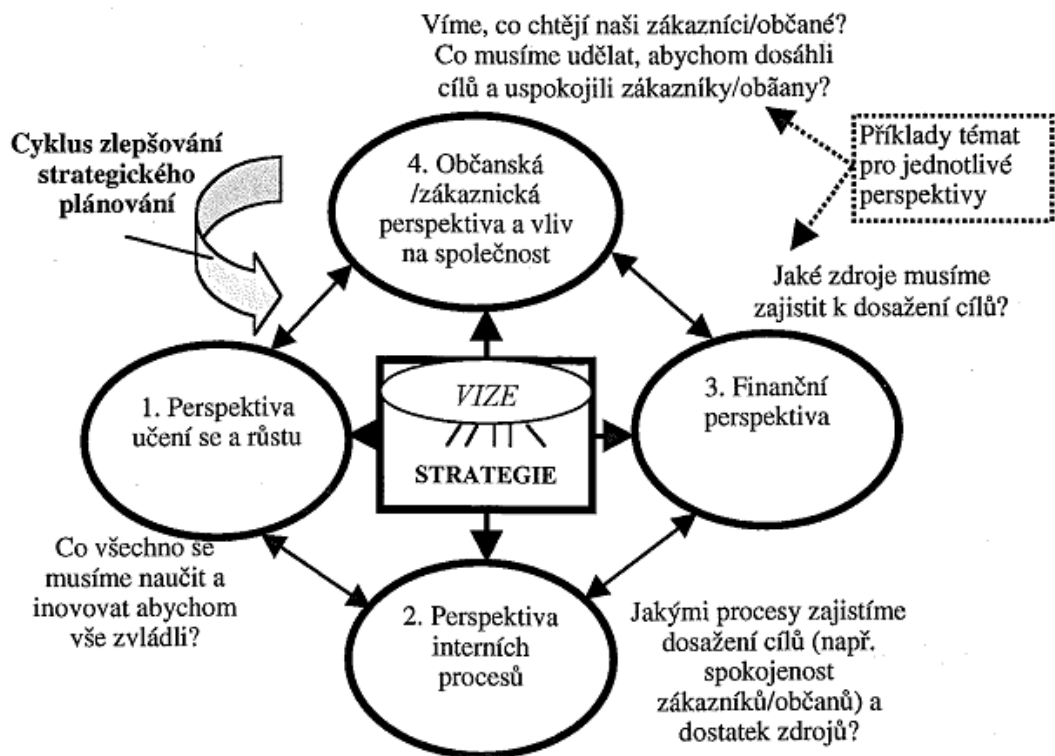 Víme, co chtějí naši zákazníci/občané?
Co musíme udělat, abychom dosáhli
cílů a uspokojili zákazníky/obãany?
Příklady témat
pro jednotlivé
perspektivy
Cyklus zlepšování
strategického
plánování
4. Občanská
/zákaznická
perspektiva a vliv
na společnost
Jaké zdroje musíme
zajistit k dosažení cílů?
1. Perspektiva
učení se a růstu
VIZE
STRATEGIE
3. Finanční
perspektiva
Co všechno se
musíme naučit a
inovovat abychom
vše zvládli?
2. Perspektiva
interních
procesů
Jakými procesy zajistíme
dosažení cílů (např.
spokojenost
zákazníků/občanů) a
dostatek zdrojů?